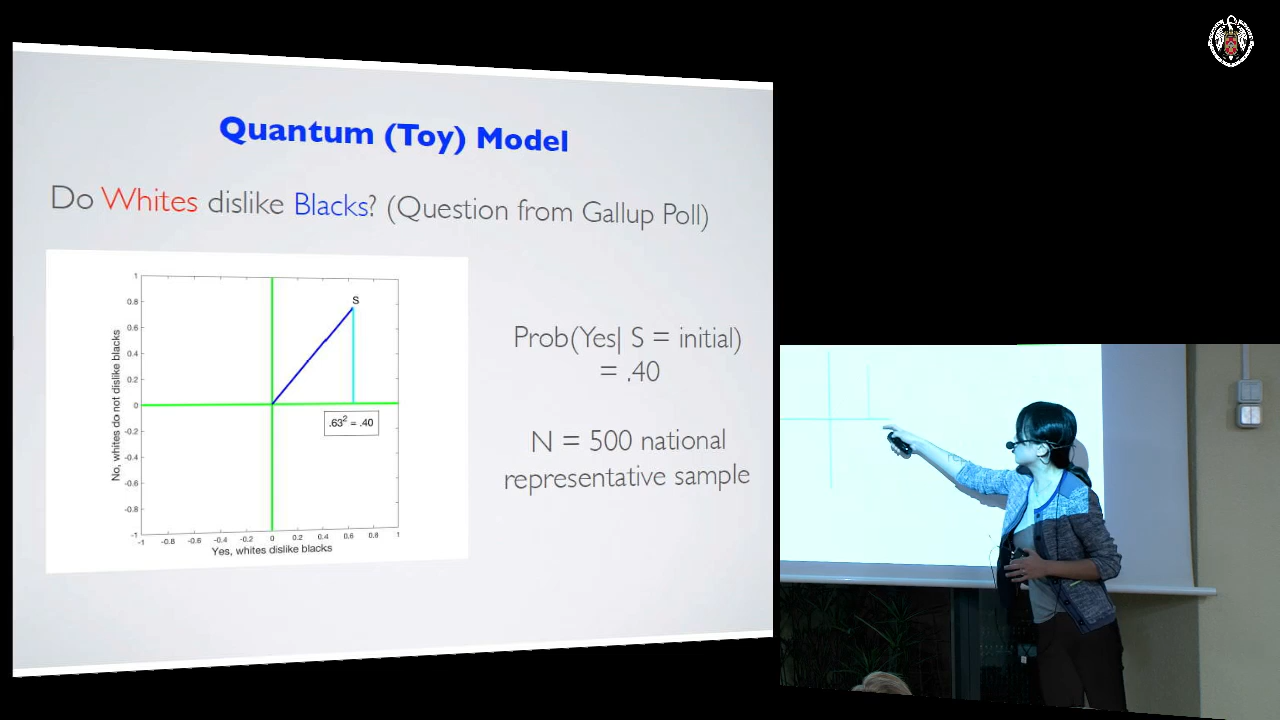 Quantum (Toy) Model
Do Whites dislike Blacks? (Question from Gallup Poll)
1
0.8
0.6
0.4
0.2
0
-0.2
-0.4
-0.6
-0.8
-1
No, whites do not dislike blacks
S
.63² = .40
-1 -0.8 -0.6 -0.4 -0.2 0 0.2 0.4 0.6 0.8 1
Yes, whites dislike blacks
Prob(Yes| S = initial)
= .40
N = 500 national
representative sample